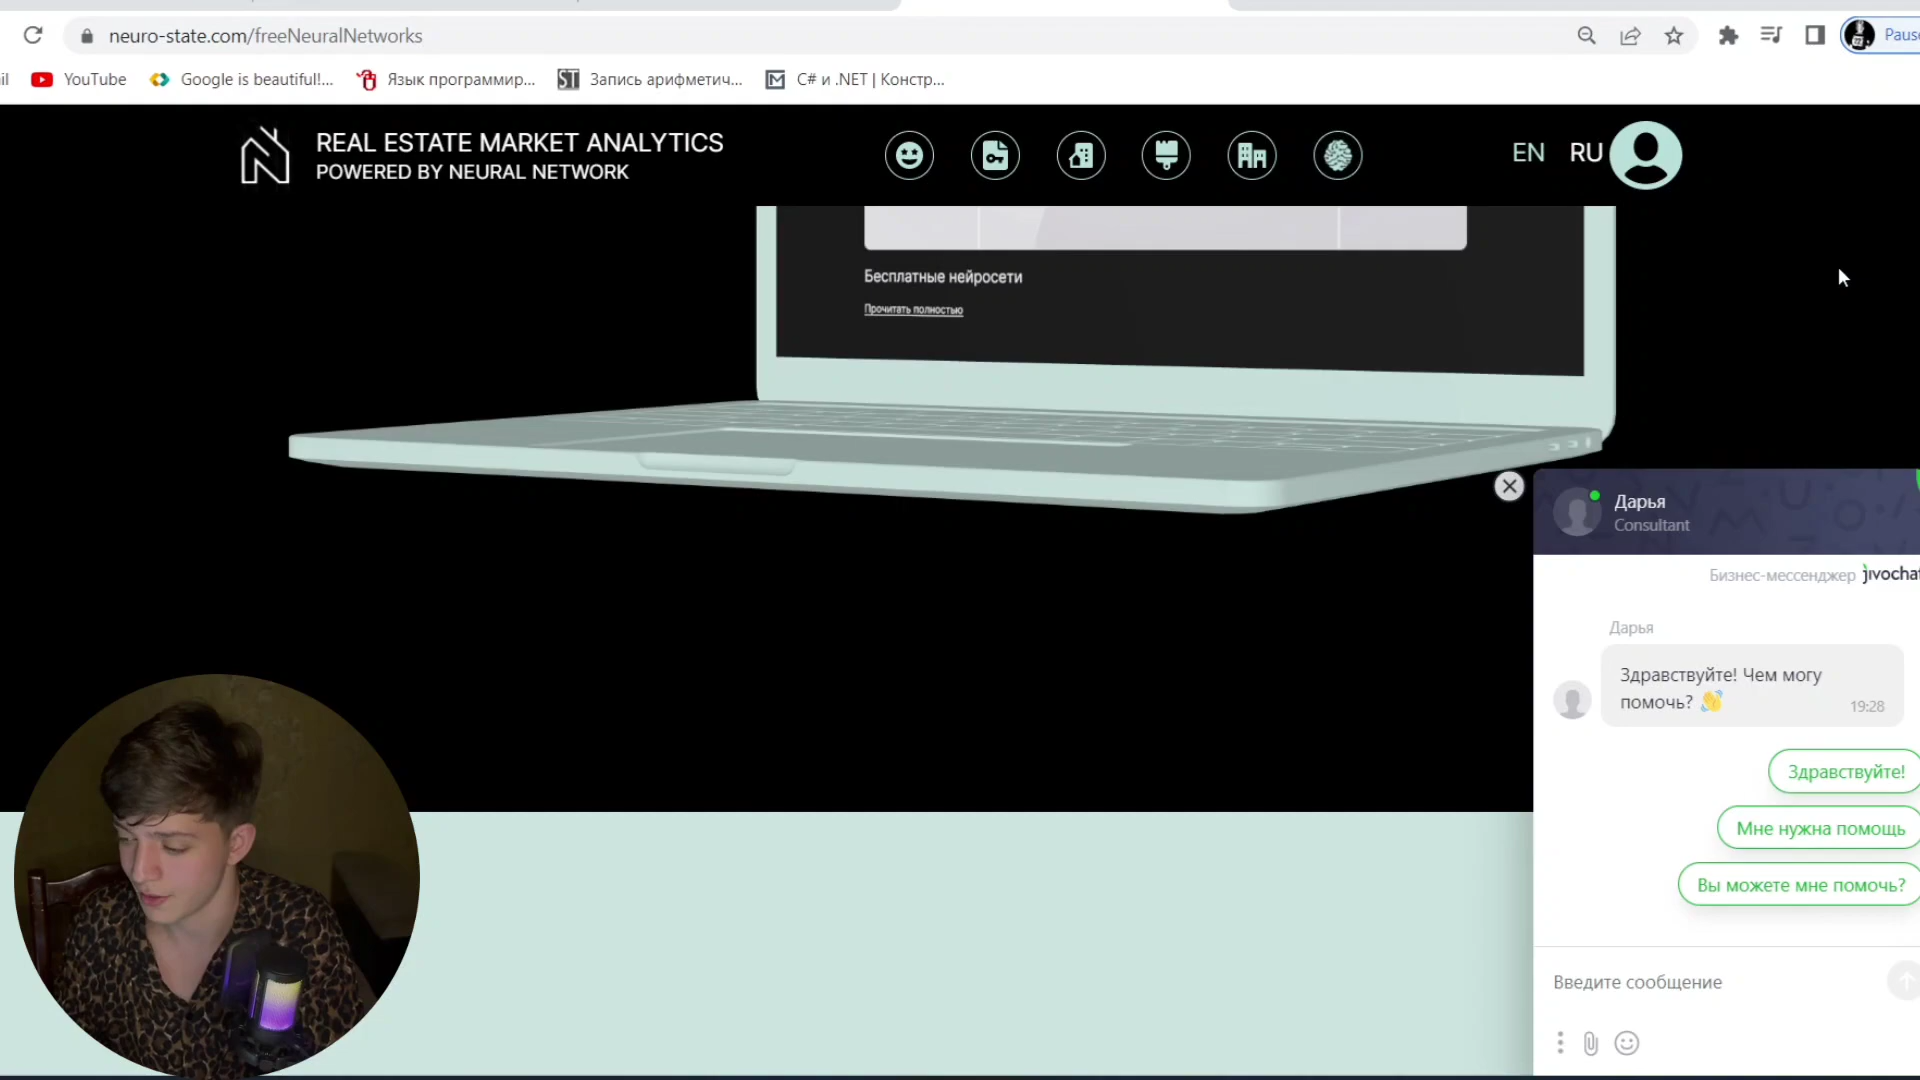 neuro-state.com/freeNeuralNetworks
YouTube
Google is beautiful!...
Язык программир...
Запись арифметич...
C# и .NET | Констр...
REAL ESTATE MARKET ANALYTICS
POWERED BY NEURAL NETWORK
EN RU
Бесплатные нейросети
Прочитать полностью
Дарья
Consultant
Бизнес-мессенджер jivochat
Дарья
Здравствуйте! Чем могу
помочь? 👋
19:28
Здравствуйте!
Мне нужна помощь
Вы можете мне помочь?
Введите сообщение